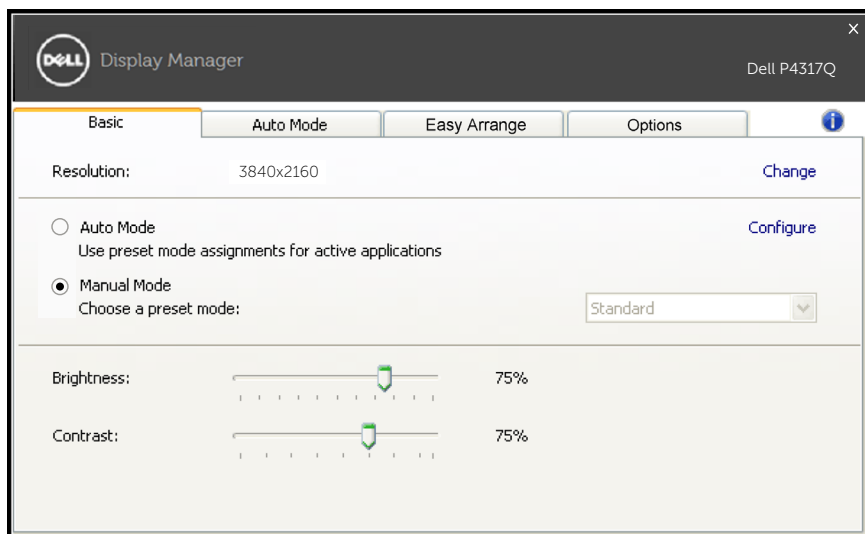 x
DELL Display Manager
Dell P4317Q
Basic Auto Mode Easy Arrange Options i
Resolution: 3840x2160 Change
Auto Mode Configure
Use preset mode assignments for active applications
Manual Mode
Choose a preset mode: Standard
Brightness: 75%
Contrast: 75%